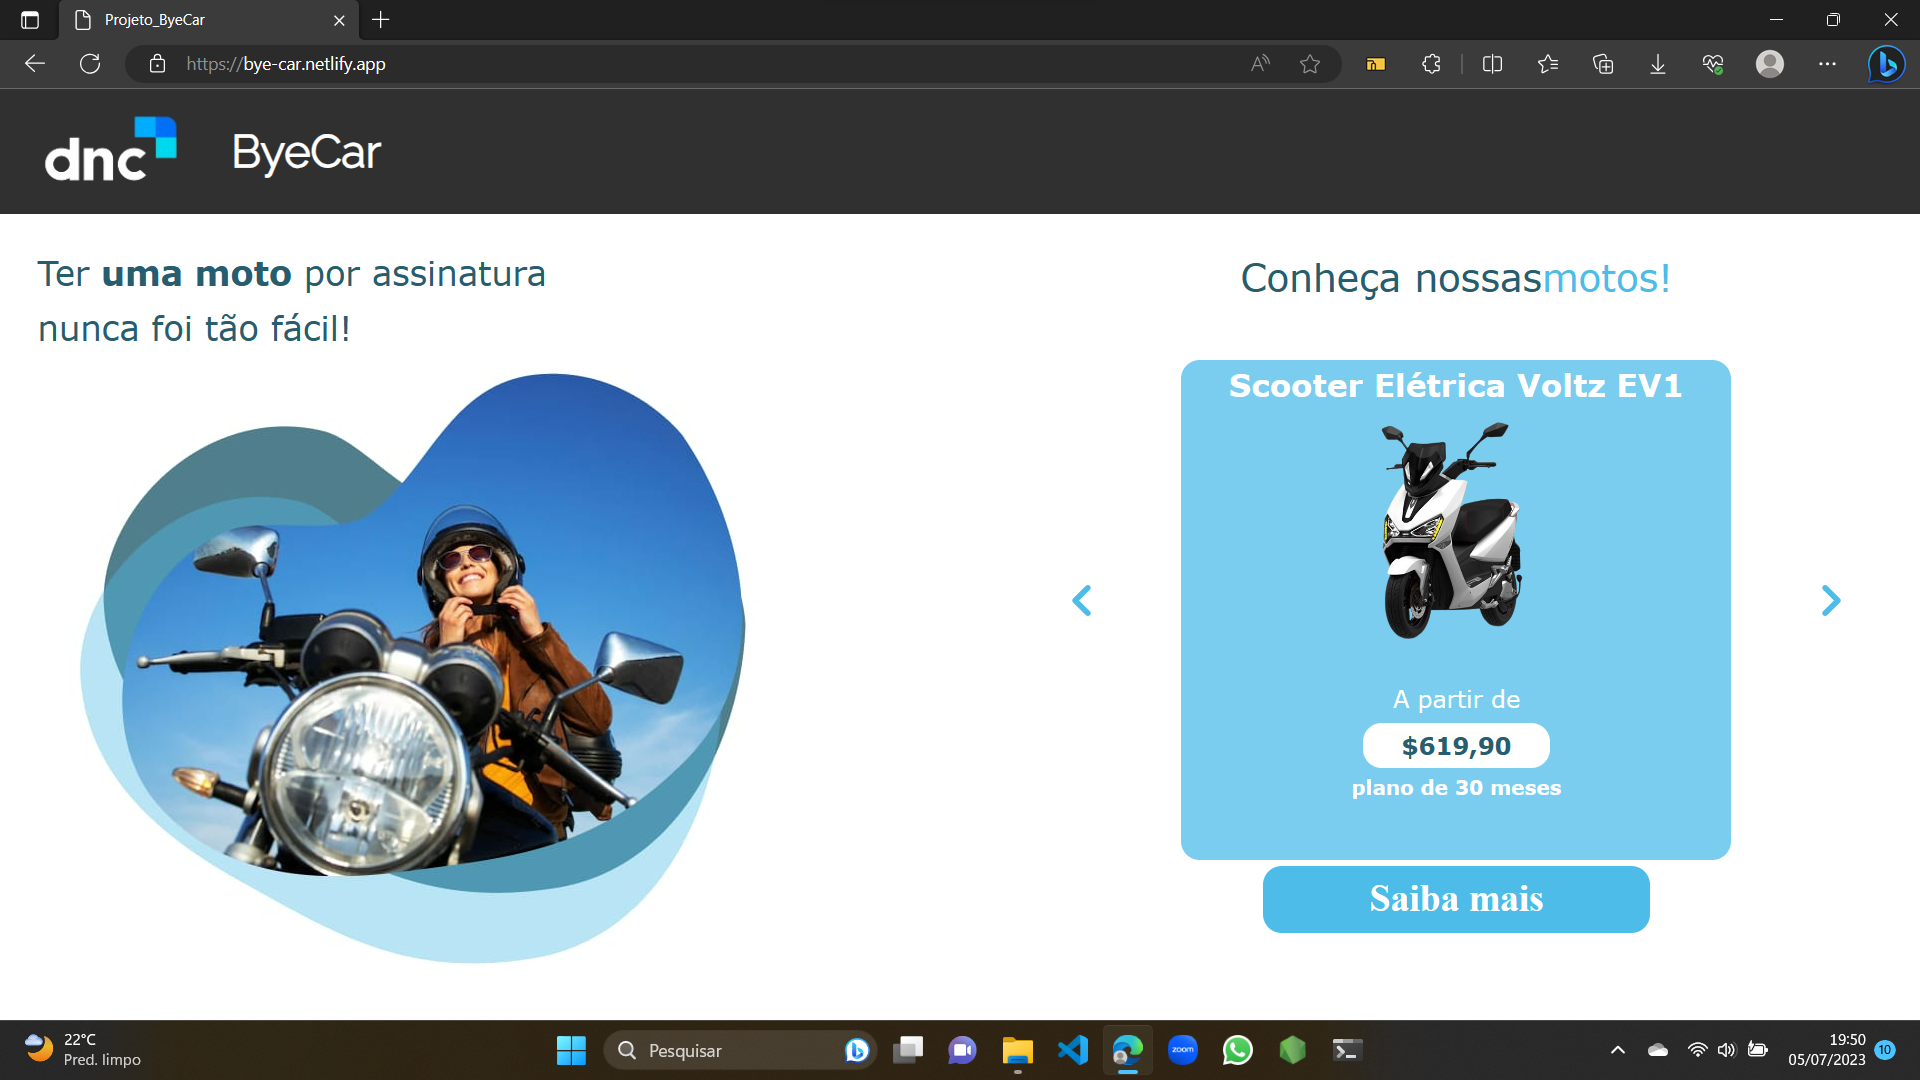 Projeto_ByeCar
https://bye-car.netlify.app
dnc
ByeCar
Ter uma moto por assinatura
nunca foi tão fácil!
Conheça nossasmotos!
Scooter Elétrica Voltz EV1
A partir de
$619,90
plano de 30 meses
Saiba mais
22°C
Pred. limpo
Pesquisar
zoom
19:50
05/07/2023
10